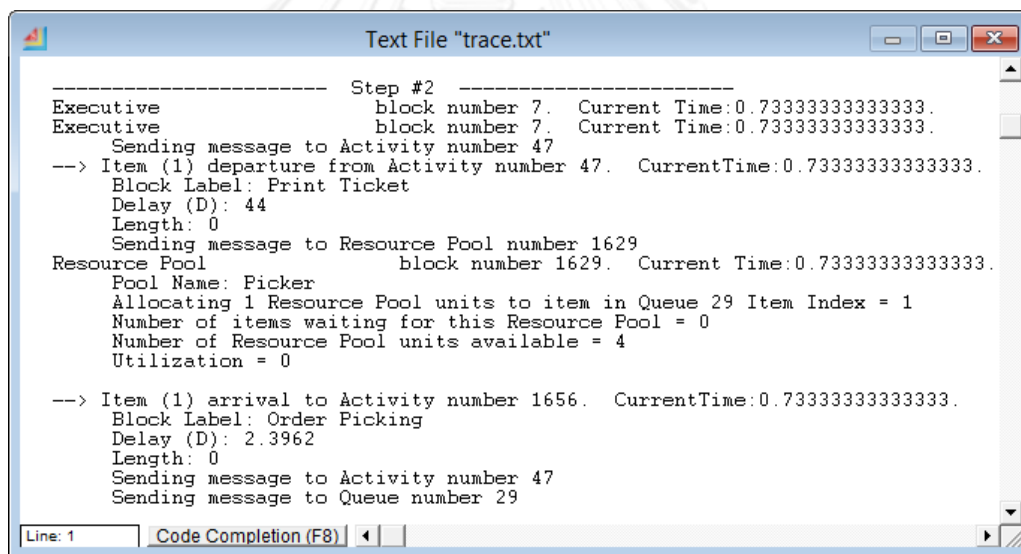 Text File "trace.txt"
----------------------- Step #2 -----------------------
Executive block number 7. Current Time:0.73333333333333.
Executive block number 7. Current Time:0.73333333333333.
Sending message to Activity number 47
--> Item (1) departure from Activity number 47. CurrentTime:0.73333333333333.
Block Label: Print Ticket
Delay (D): 44
Length: 0
Sending message to Resource Pool number 1629
Resource Pool block number 1629. Current Time:0.73333333333333.
Pool Name: Picker
Allocating 1 Resource Pool units to item in Queue 29 Item Index = 1
Number of items waiting for this Resource Pool = 0
Number of Resource Pool units available = 4
Utilization = 0
--> Item (1) arrival to Activity number 1656. CurrentTime:0.73333333333333.
Block Label: Order Picking
Delay (D): 2.3962
Length: 0
Sending message to Activity number 47
Sending message to Queue number 29
Line: 1 Code Completion (F8)